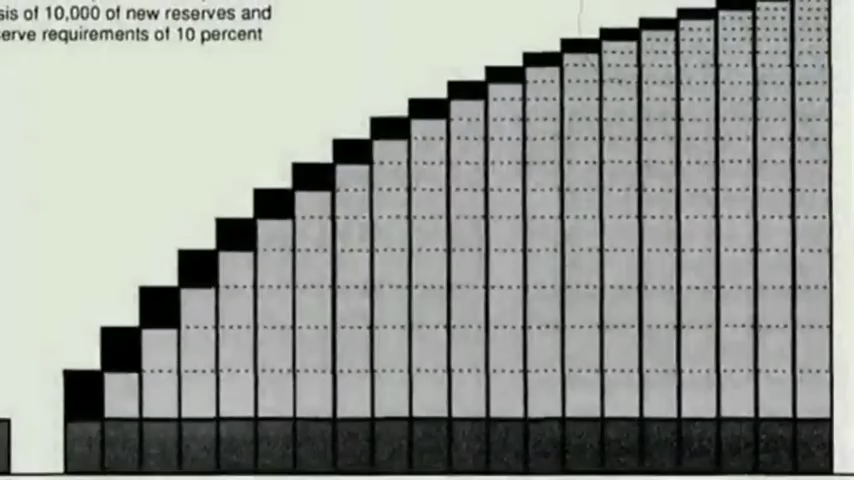 sis of 10,000 of new reserves and
erve requirements of 10 percent